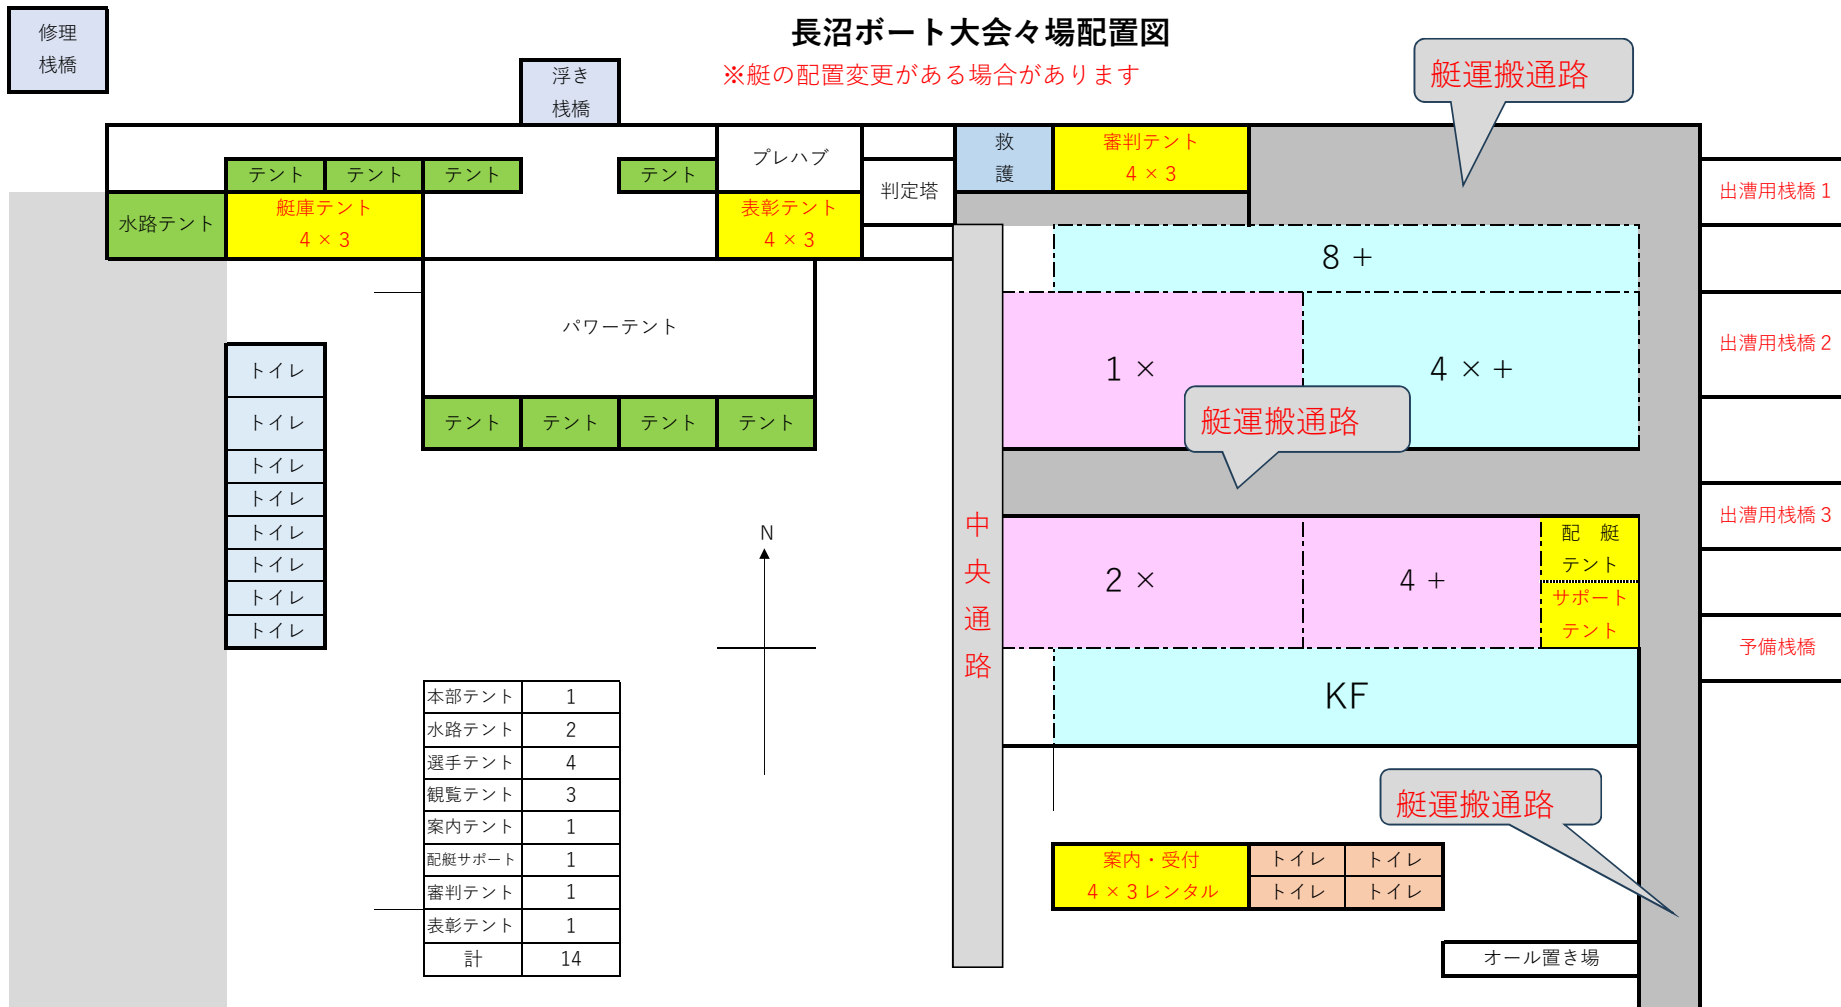 長沼ボート大会々場配置図
※艇の配置変更がある場合があります
修理
桟橋
浮き
桟橋
艇運搬通路
プレハブ
判定塔
救
護
審判テント
4 × 3
テント
テント
テント
テント
水路テント
艇庫テント
4 × 3
表彰テント
4 × 3
出漕用桟橋 1
8 +
パワーテント
1 ×
4 × +
出漕用桟橋 2
艇運搬通路
テント
テント
テント
テント
トイレ
トイレ
トイレ
トイレ
トイレ
トイレ
トイレ
トイレ
N
中
央
通
路
2 ×
4 +
配 艇
テント
サポート
テント
出漕用桟橋 3
予備桟橋
KF
本部テント 1
水路テント 2
選手テント 4
観覧テント 3
案内テント 1
配艇サポート 1
審判テント 1
表彰テント 1
計 14
艇運搬通路
案内・受付
4 × 3 レンタル
トイレ トイレ
トイレ トイレ
オール置き場